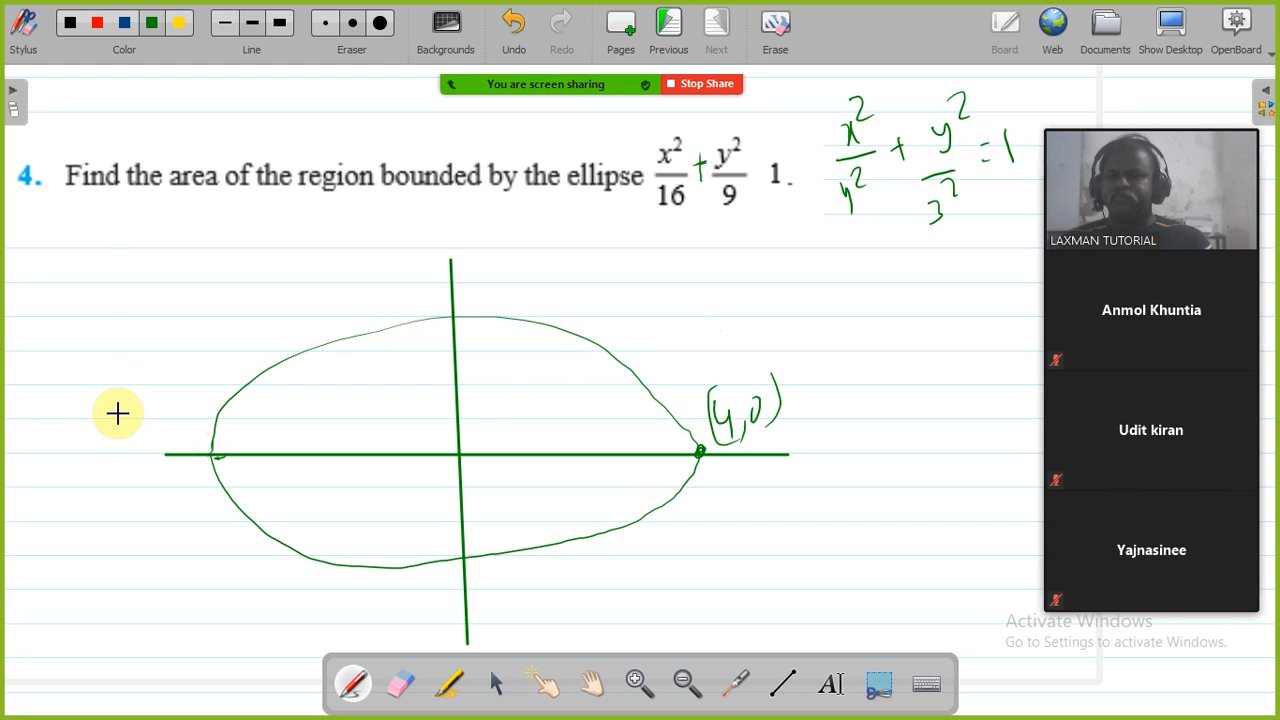 Stylus
Color
Line
Eraser
Backgrounds
Undo
Redo
Pages
Previous
Next
Erase
Board
Web
Documents
Show Desktop
OpenBoard
You are screen sharing
Stop Share
4. Find the area of the region bounded by the ellipse x²/16 + y²/9 1.
x²/4² + y²/3² = 1
(4,0)
LAXMAN TUTORIAL
Anmol Khuntia
Udit kiran
Yajnasinee
Activate Windows
Go to Settings to activate Windows.